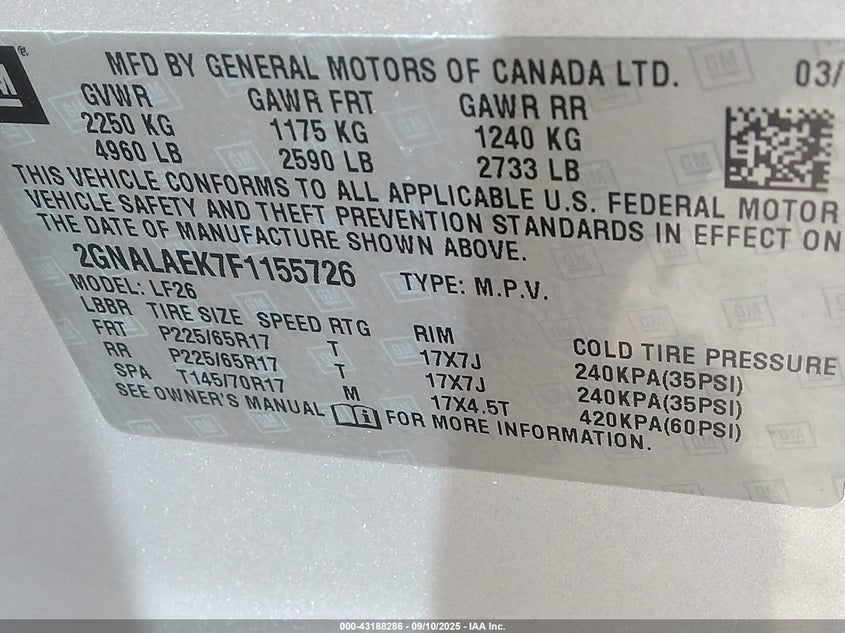 GM
MFD BY GENERAL MOTORS OF CANADA LTD. 03/
GVWR GAWR FRT GAWR RR
2250 KG 1175 KG 1240 KG
4960 LB 2590 LB 2733 LB
THIS VEHICLE CONFORMS TO ALL APPLICABLE U.S. FEDERAL MOTOR
VEHICLE SAFETY AND THEFT PREVENTION STANDARDS IN EFFECT ON
THE DATE OF MANUFACTURE SHOWN ABOVE.
2GNALAEK7F1155726 TYPE: M.P.V.
MODEL: LF26
LBBR TIRE SIZE SPEED RTG RIM COLD TIRE PRESSURE
FRT P225/65R17 T 17X7J 240KPA(35PSI)
RR P225/65R17 T 17X7J 240KPA(35PSI)
SPA T145/70R17 M 17X4.5T 420KPA(60PSI)
SEE OWNER'S MANUAL FOR MORE INFORMATION.
000-43188286 - 09/10/2025 - IAA Inc.